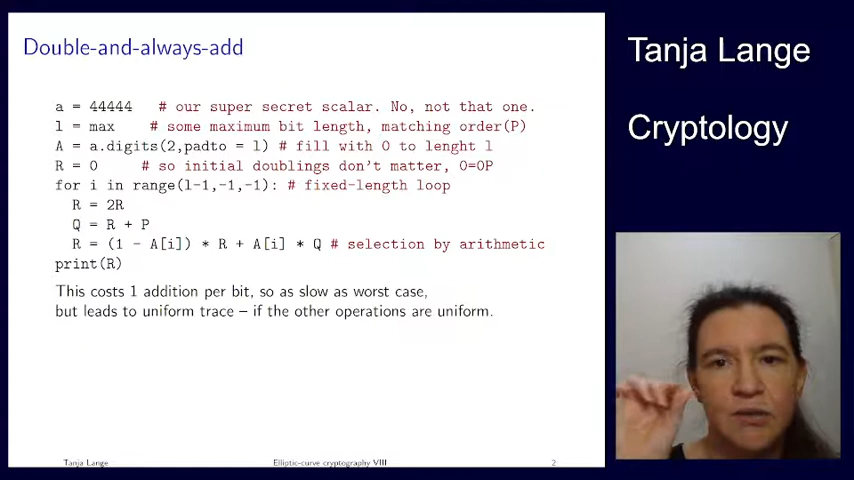 Double-and-always-add
a = 44444 # our super secret scalar. No, not that one.
l = max # some maximum bit length, matching order(P)
A = a.digits(2,padto = l) # fill with 0 to lenght l
R = 0 # so initial doublings don't matter, 0=0P
for i in range(l-1,-1,-1): # fixed-length loop
R = 2R
Q = R + P
R = (1 - A[i]) * R + A[i] * Q # selection by arithmetic
print(R)
This costs 1 addition per bit, so as slow as worst case,
but leads to uniform trace – if the other operations are uniform.
Tanja Lange
Elliptic-curve cryptography VIII
2
Tanja Lange
Cryptology